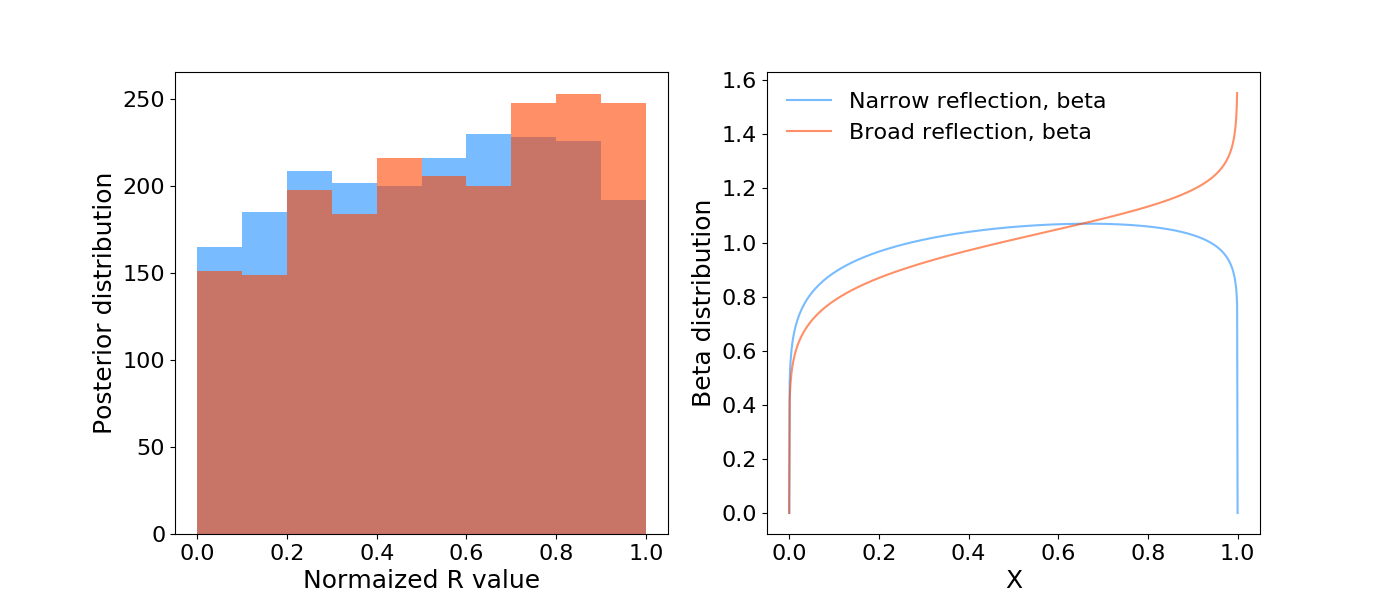 Posterior distribution
250
200
150
100
50
0
0.0 0.2 0.4 0.6 0.8 1.0
Normaized R value
Beta distribution
1.6
1.4
1.2
1.0
0.8
0.6
0.4
0.2
0.0
Narrow reflection, beta
Broad reflection, beta
0.0 0.2 0.4 0.6 0.8 1.0
X